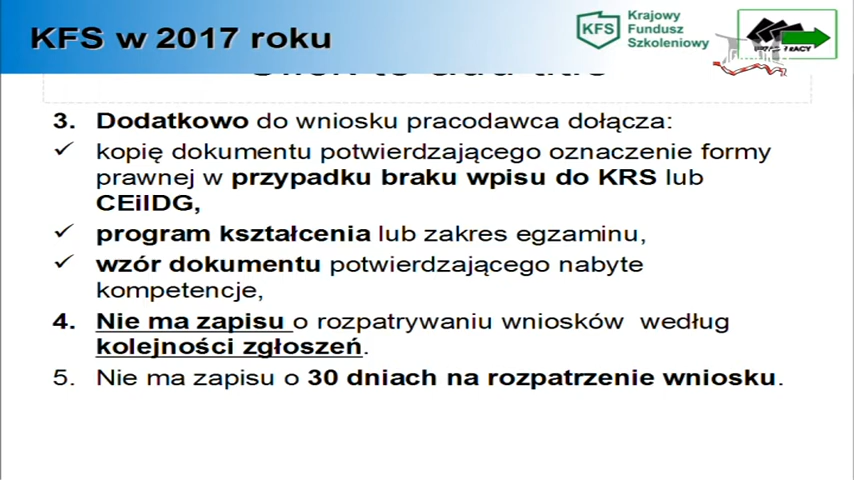 KFS w 2017 roku
KFS
Krajowy
Fundusz
Szkoleniowy
3. Dodatkowo do wniosku pracodawca dołącza:
✓ kopię dokumentu potwierdzającego oznaczenie formy
prawnej w przypadku braku wpisu do KRS lub
CEiIDG,
✓ program kształcenia lub zakres egzaminu,
✓ wzór dokumentu potwierdzającego nabyte
kompetencje,
4. Nie ma zapisu o rozpatrywaniu wniosków według
kolejności zgłoszeń.
5. Nie ma zapisu o 30 dniach na rozpatrzenie wniosku.